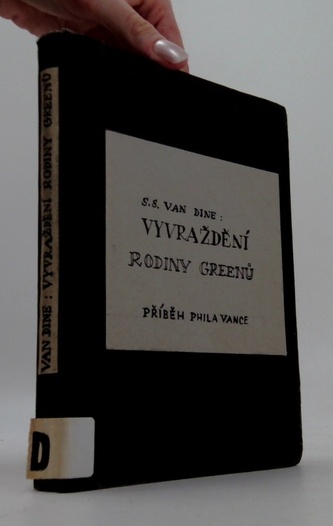 S.S. VAN DINE:
VYVRAŽDĚNÍ
RODINY GREENŮ
PŘÍBĚH PHILA VANCE
VAN DINE: VYVRAŽDĚNÍ RODINY GREENŮ
D